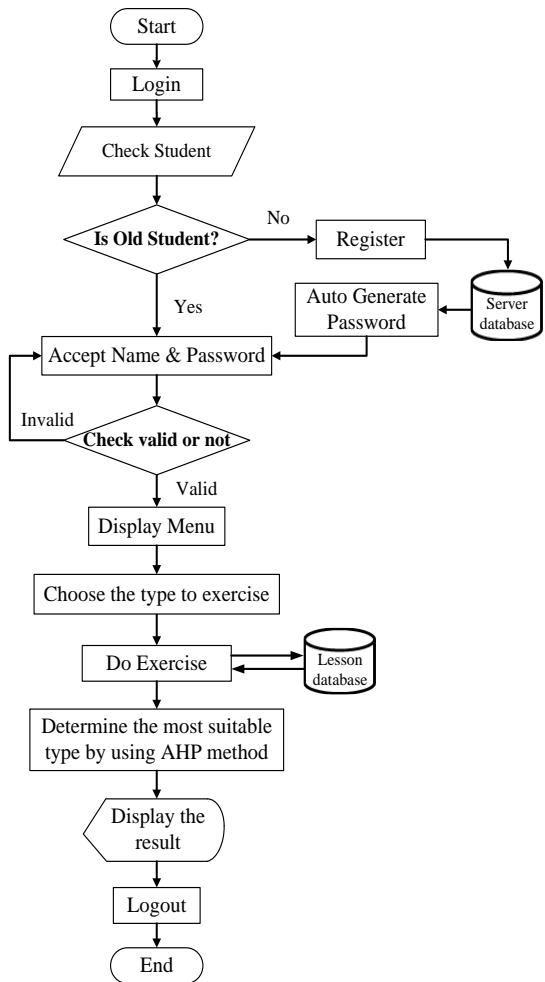 Start
Login
Check Student
Is Old Student?
No
Register
Server
database
Auto Generate
Password
Yes
Accept Name & Password
Invalid
Check valid or not
Valid
Display Menu
Choose the type to exercise
Do Exercise
Lesson
database
Determine the most suitable
type by using AHP method
Display the
result
Logout
End